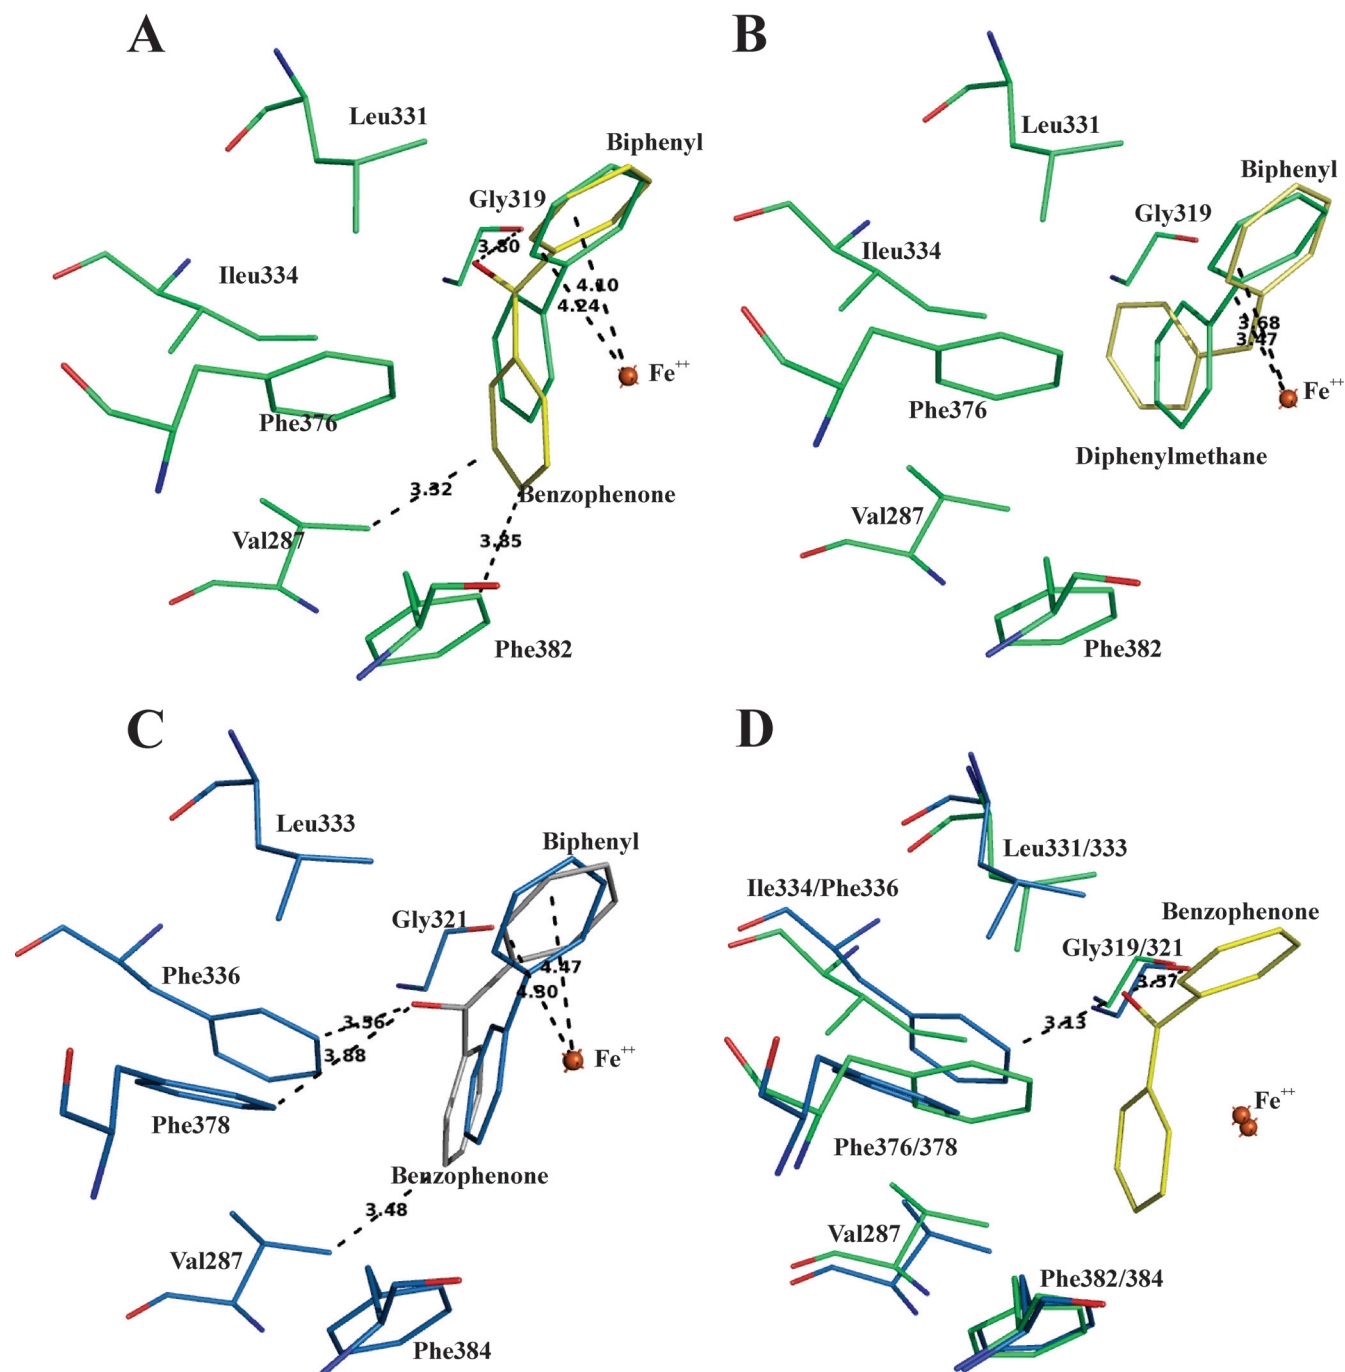 A
Leu331
Biphenyl
Gly319
3.80
Ileu334
4.10
4.24
Fe++
Phe376
3.32
Benzophenone
Val287
3.85
Phe382
B
Leu331
Biphenyl
Gly319
Ileu334
3.68
3.47
Fe++
Phe376
Diphenylmethane
Val287
Phe382
C
Leu333
Biphenyl
Gly321
4.47
Phe336
4.30
3.36
3.88
Fe++
Phe378
Benzophenone
3.48
Val287
Phe384
D
Leu331/333
Ile334/Phe336
Benzophenone
Gly319/321
3.37
3.13
Fe++
Phe376/378
Val287
Phe382/384